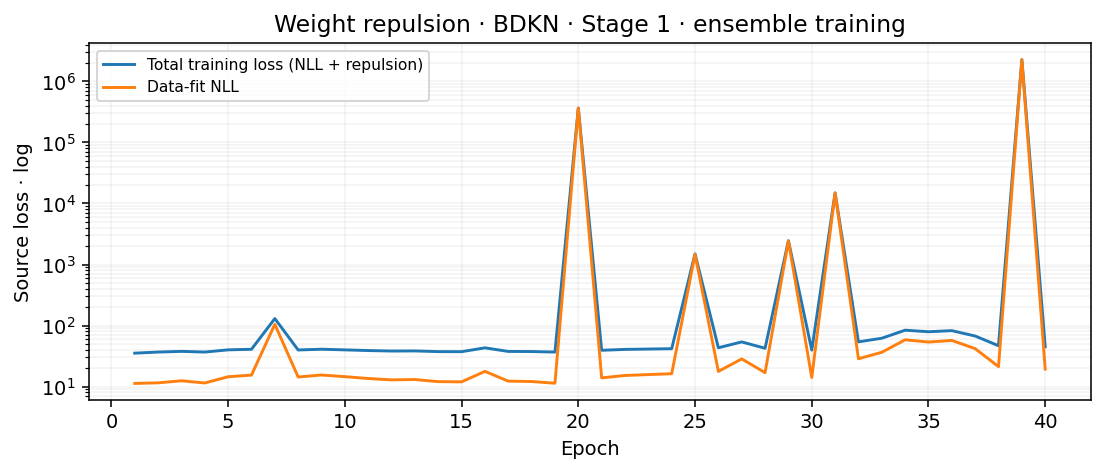 Weight repulsion · BDKN · Stage 1 · ensemble training
Total training loss (NLL + repulsion)
Data-fit NLL
Source loss · log
10⁶
10⁵
10⁴
10³
10²
10¹
0 5 10 15 20 25 30 35 40
Epoch